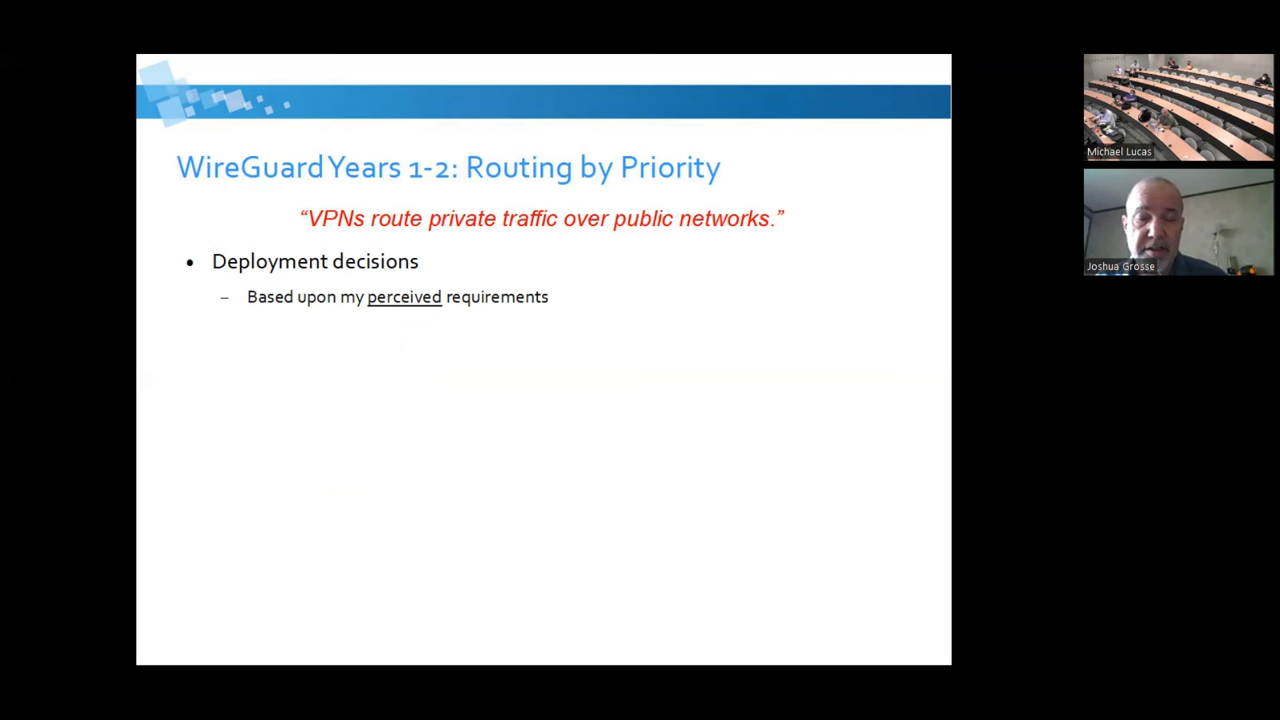 WireGuard Years 1-2: Routing by Priority
“VPNs route private traffic over public networks.”
• Deployment decisions
– Based upon my perceived requirements
Michael Lucas
Joshua Grosse